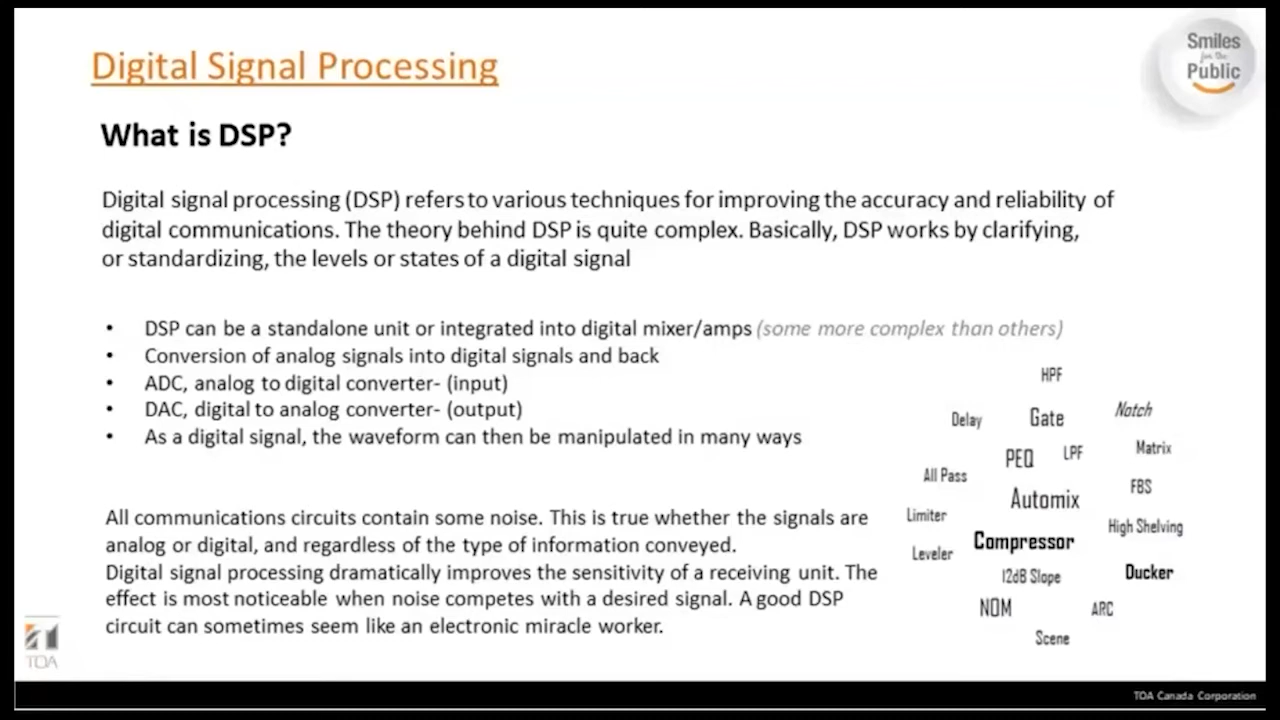 Digital Signal Processing
Smiles
for the
Public
What is DSP?
Digital signal processing (DSP) refers to various techniques for improving the accuracy and reliability of
digital communications. The theory behind DSP is quite complex. Basically, DSP works by clarifying,
or standardizing, the levels or states of a digital signal
• DSP can be a standalone unit or integrated into digital mixer/amps (some more complex than others)
• Conversion of analog signals into digital signals and back
• ADC, analog to digital converter- (input)
• DAC, digital to analog converter- (output)
• As a digital signal, the waveform can then be manipulated in many ways
HPF
Delay Gate Notch
PEQ LPF Matrix
All Pass FBS
Automix
Limiter High Shelving
Compressor
Leveler
12dB Slope Ducker
NOM ARC
Scene
All communications circuits contain some noise. This is true whether the signals are
analog or digital, and regardless of the type of information conveyed.
Digital signal processing dramatically improves the sensitivity of a receiving unit. The
effect is most noticeable when noise competes with a desired signal. A good DSP
circuit can sometimes seem like an electronic miracle worker.
TOA
TOA Canada Corporation